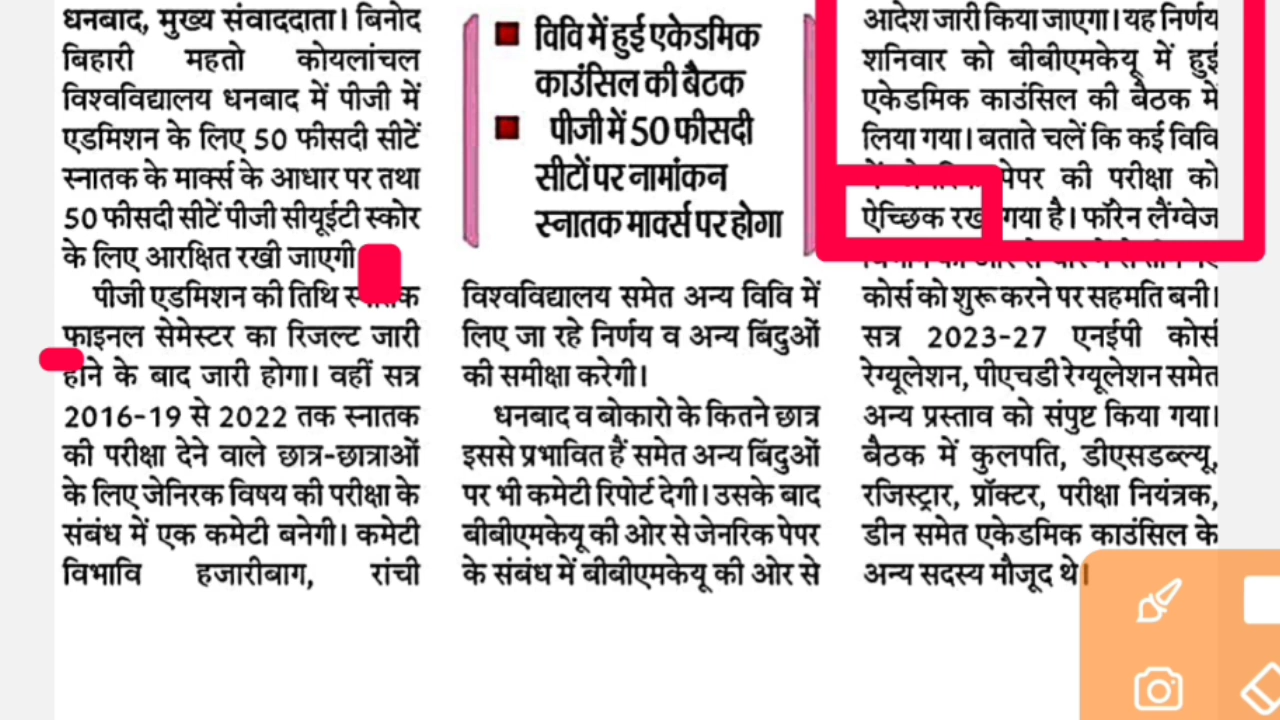 धनबाद, मुख्य संवाददाता। बिनोद
बिहारी महतो कोयलांचल
विश्वविद्यालय धनबाद में पीजी में
एडमिशन के लिए 50 फीसदी सीटें
स्नातक के मार्क्स के आधार पर तथा
50 फीसदी सीटें पीजी सीयूईटी स्कोर
के लिए आरक्षित रखी जाएगी
पीजी एडमिशन की तिथि
फाइनल सेमेस्टर का रिजल्ट जारी
होने के बाद जारी होगा। वहीं सत्र
2016-19 से 2022 तक स्नातक
की परीक्षा देने वाले छात्र-छात्राओं
के लिए जेनिरक विषय की परीक्षा के
संबंध में एक कमेटी बनेगी। कमेटी
विभावि हजारीबाग, रांची
विवि में हुई एकेडमिक
काउंसिल की बैठक
पीजी में 50 फीसदी
सीटों पर नामांकन
स्नातक मार्क्स पर होगा
विश्वविद्यालय समेत अन्य विवि में
लिए जा रहे निर्णय व अन्य बिंदुओं
की समीक्षा करेगी।
धनबाद व बोकारो के कितने छात्र
इससे प्रभावित हैं समेत अन्य बिंदुओं
पर भी कमेटी रिपोर्ट देगी। उसके बाद
बीबीएमकेयू की ओर से जेनरिक पेपर
के संबंध में बीबीएमकेयू की ओर से
आदेश जारी किया जाएगा। यह निर्णय
शनिवार को बीबीएमकेयू में हुई
एकेडमिक काउंसिल की बैठक में
लिया गया। बताते चलें कि कई विवि
पेपर की परीक्षा को
ऐच्छिक रखा गया है। फॉरेन लैंग्वेज
कोर्स को शुरू करने पर सहमति बनी।
सत्र 2023-27 एनईपी कोर्स
रेग्यूलेशन, पीएचडी रेग्यूलेशन समेत
अन्य प्रस्ताव को संपुष्ट किया गया।
बैठक में कुलपति, डीएसडब्ल्यू,
रजिस्ट्रार, प्रॉक्टर, परीक्षा नियंत्रक,
डीन समेत एकेडमिक काउंसिल के
अन्य सदस्य मौजूद थे।